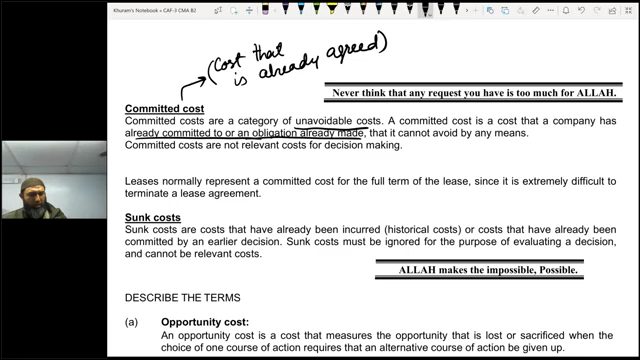 Khuram's Notebook » CAF-3 CMA B2
(Cost that
is already agreed)
Never think that any request you have is too much for ALLAH.
Committed cost
Committed costs are a category of unavoidable costs. A committed cost is a cost that a company has
already committed to or an obligation already made, that it cannot avoid by any means.
Committed costs are not relevant costs for decision making.
Leases normally represent a committed cost for the full term of the lease, since it is extremely difficult to
terminate a lease agreement.
Sunk costs
Sunk costs are costs that have already been incurred (historical costs) or costs that have already been
committed by an earlier decision. Sunk costs must be ignored for the purpose of evaluating a decision,
and cannot be relevant costs.
ALLAH makes the impossible, Possible.
DESCRIBE THE TERMS
(a) Opportunity cost:
An opportunity cost is a cost that measures the opportunity that is lost or sacrificed when the
choice of one course of action requires that an alternative course of action be given up.